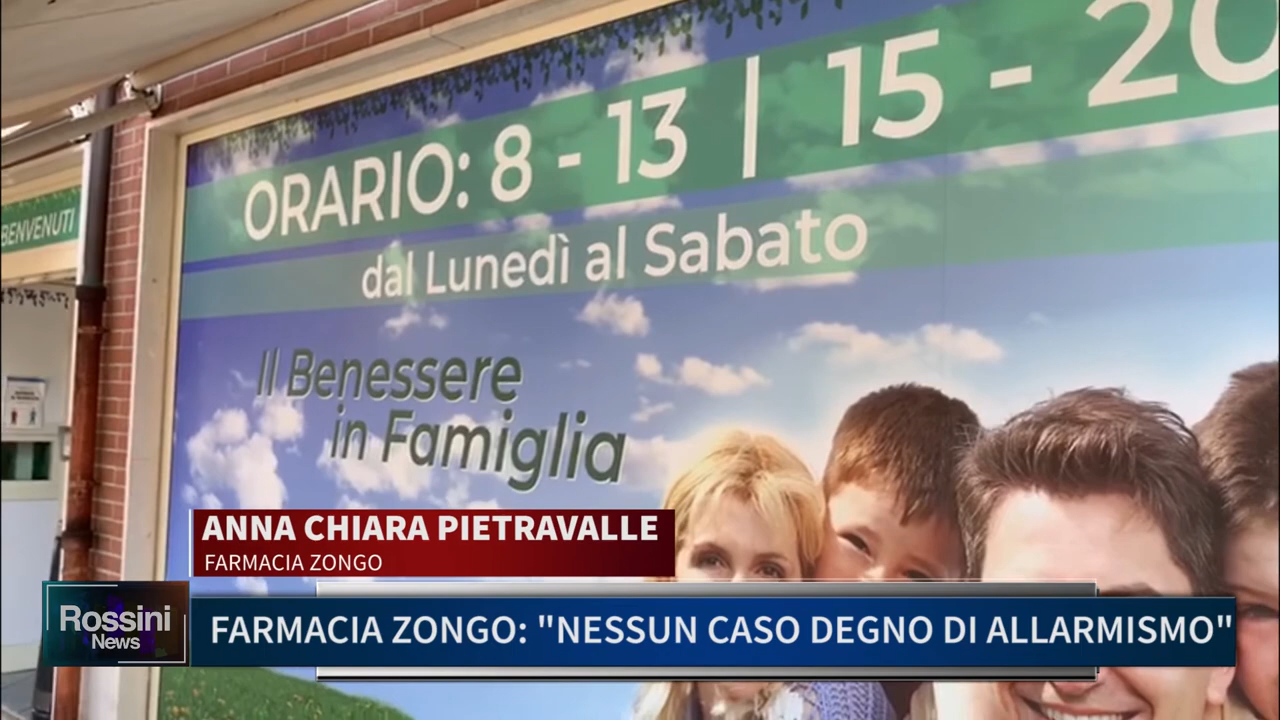 ORARIO: 8 - 13 | 15 - 20
dal Lunedì al Sabato
BENVENUTI
Il Benessere
in Famiglia
ANNA CHIARA PIETRAVALLE
FARMACIA ZONGO
Rossini
News
FARMACIA ZONGO: "NESSUN CASO DEGNO DI ALLARMISMO"